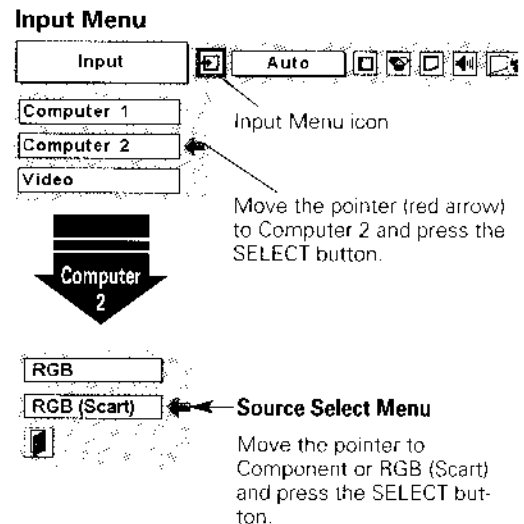 Input Menu
Input
Auto
Computer 1
Input Menu icon
Computer 2
Video
Move the pointer (red arrow)
to Computer 2 and press the
SELECT button.
Computer
2
RGB
RGB (Scart)
Source Select Menu
Move the pointer to
Component or RGB (Scart)
and press the SELECT but-
ton.